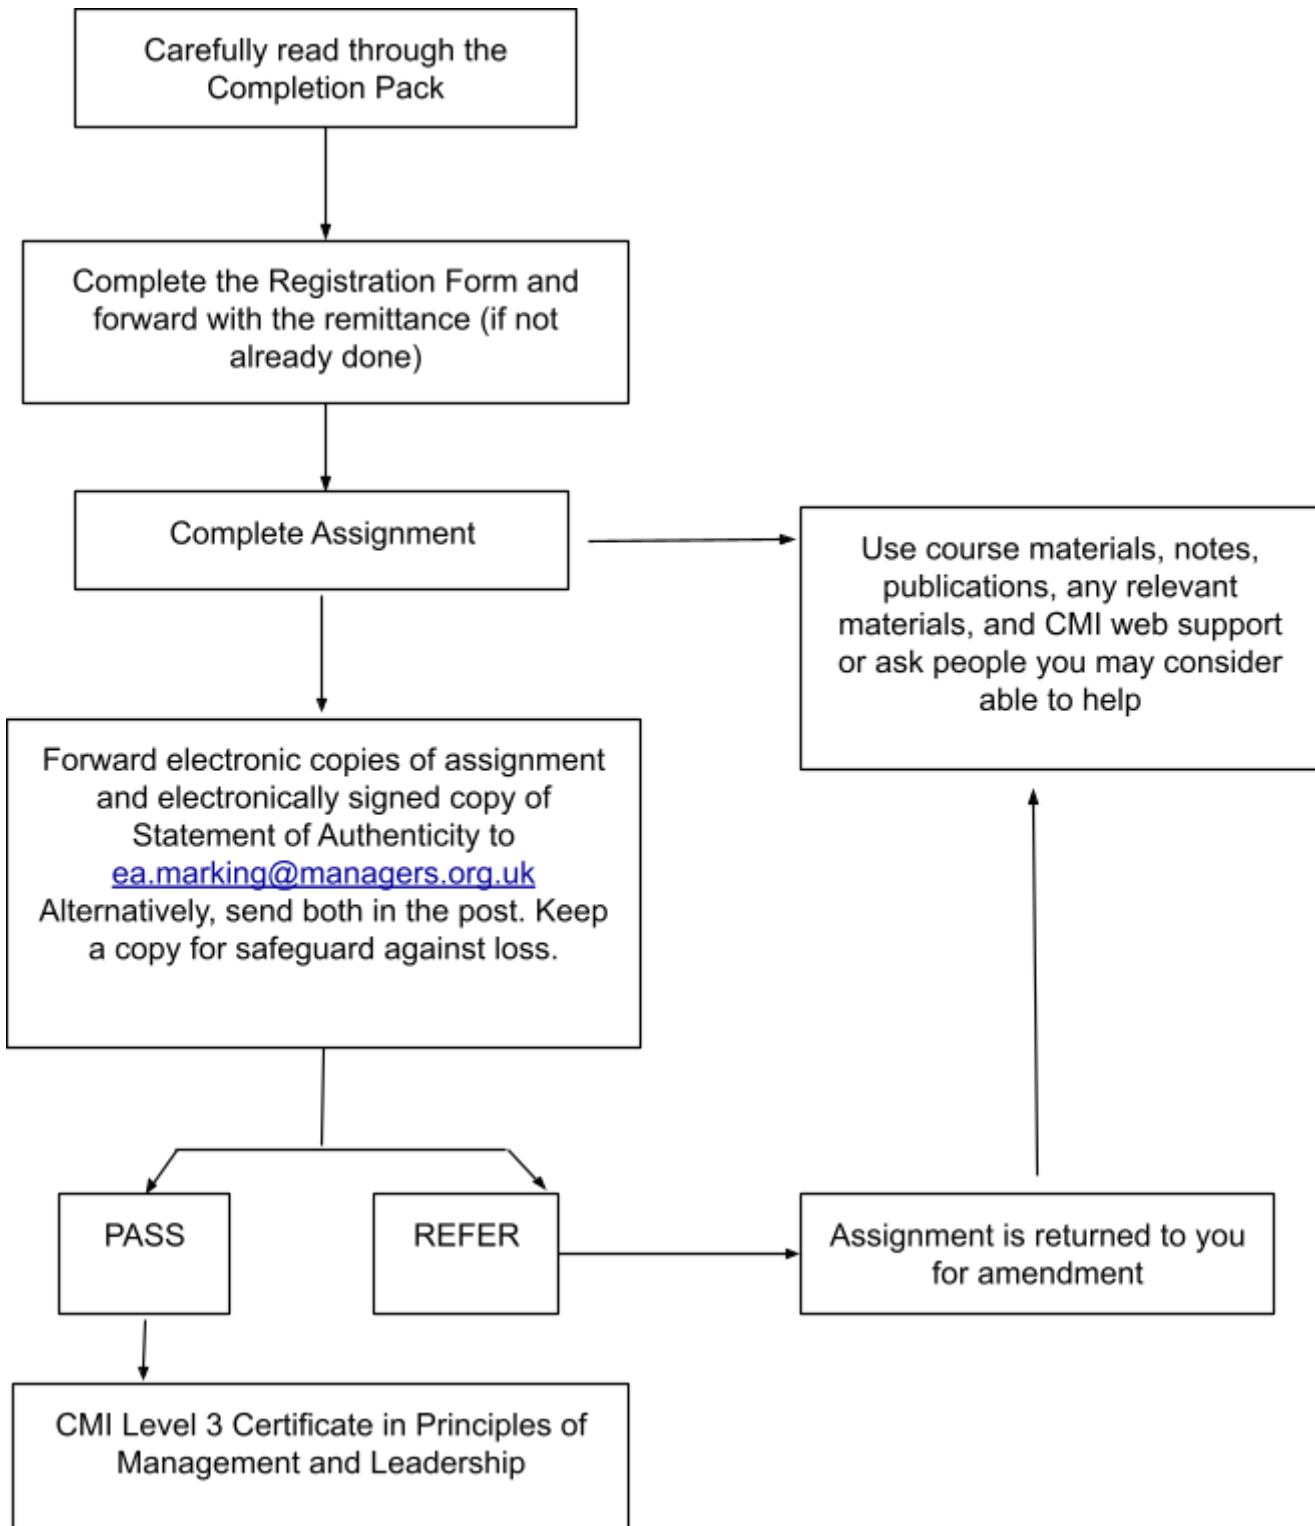 Carefully read through the
Completion Pack
Complete the Registration Form and
forward with the remittance (if not
already done)
Complete Assignment
Use course materials, notes,
publications, any relevant
materials, and CMI web support
or ask people you may consider
able to help
Forward electronic copies of assignment
and electronically signed copy of
Statement of Authenticity to
ea.marking@managers.org.uk
Alternatively, send both in the post. Keep
a copy for safeguard against loss.
PASS
REFER
Assignment is returned to you
for amendment
CMI Level 3 Certificate in Principles of
Management and Leadership